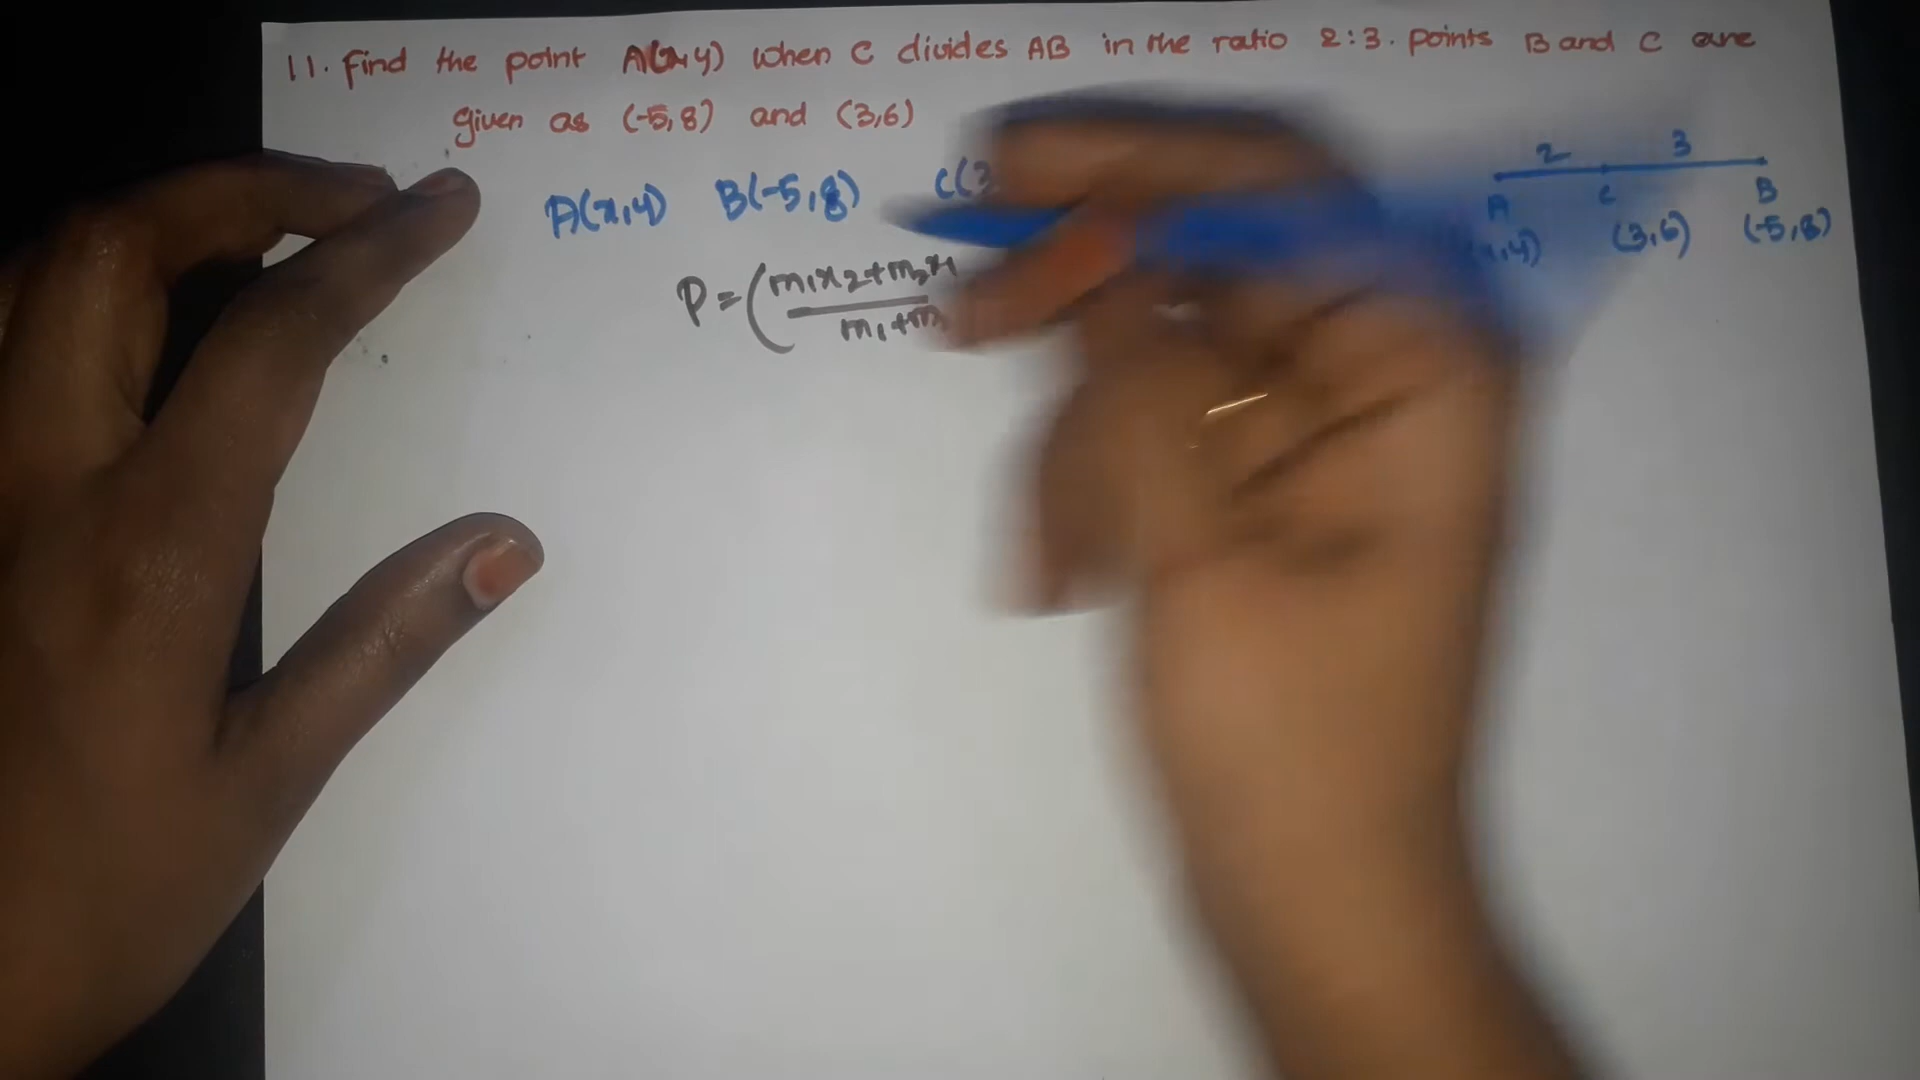 11. Find the point A(x,y) when C divides AB in the ratio 2:3. Points B and C are
given as (-5,8) and (3,6)
A(x,y) B(-5,8) C(3
P=(m₁x₂+m₂x₁
m₁+m
2 3
A C B
,y) (3,6) (-5,8)